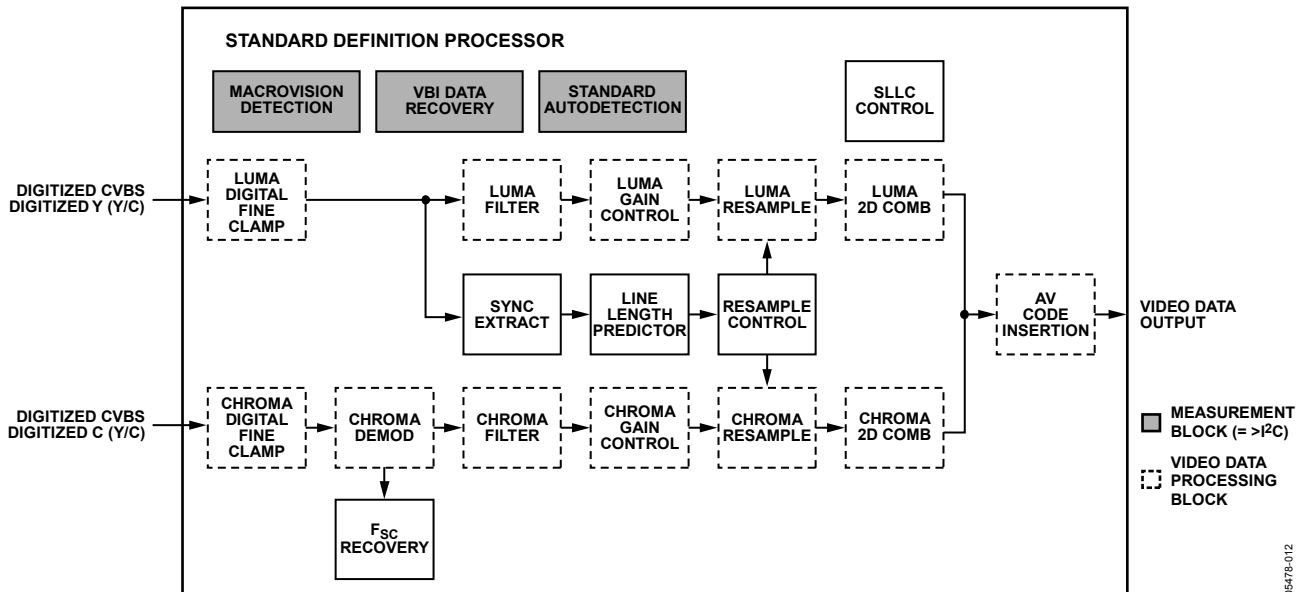 STANDARD DEFINITION PROCESSOR
MACROVISION
DETECTION
VBI DATA
RECOVERY
STANDARD
AUTODETECTION
SLLC
CONTROL
DIGITIZED CVBS
DIGITIZED Y (Y/C)
LUMA
DIGITAL
FINE
CLAMP
LUMA
FILTER
LUMA
GAIN
CONTROL
LUMA
RESAMPLE
LUMA
2D COMB
SYNC
EXTRACT
LINE
LENGTH
PREDICTOR
RESAMPLE
CONTROL
AV
CODE
INSERTION
VIDEO DATA
OUTPUT
DIGITIZED CVBS
DIGITIZED C (Y/C)
CHROMA
DIGITAL
FINE
CLAMP
CHROMA
DEMOD
CHROMA
FILTER
CHROMA
GAIN
CONTROL
CHROMA
RESAMPLE
CHROMA
2D COMB
FSC
RECOVERY
MEASUREMENT
BLOCK (= >I²C)
VIDEO DATA
PROCESSING
BLOCK
05478-012